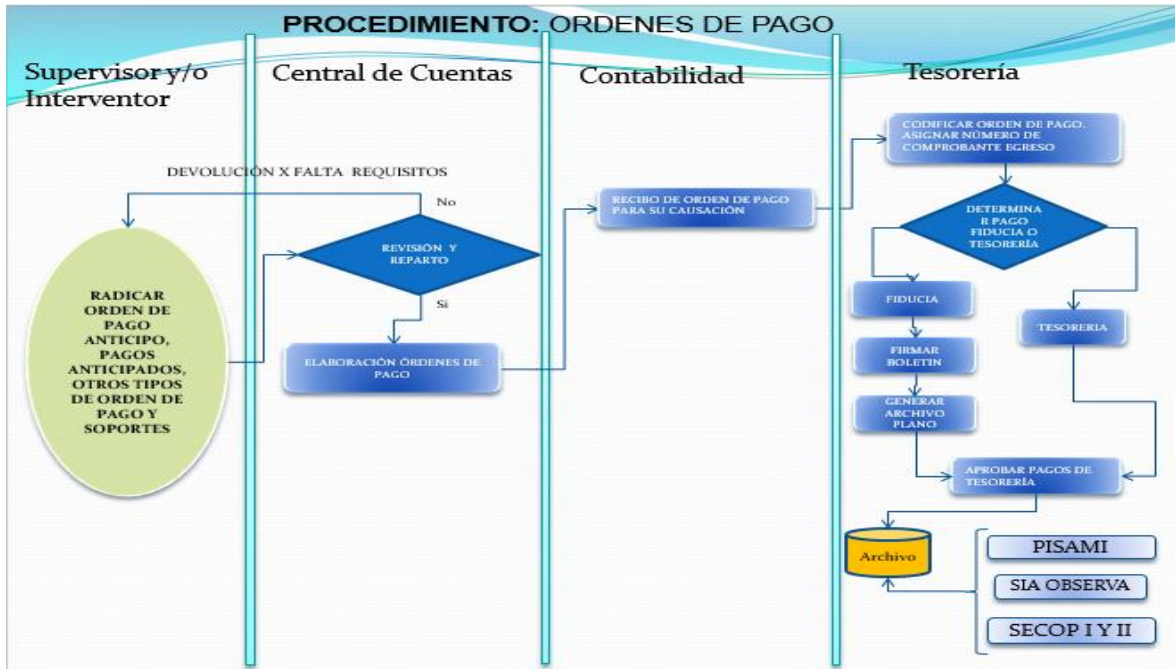 PROCEDIMIENTO: ORDENES DE PAGO
Supervisor y/o
Interventor
Central de Cuentas
Contabilidad
Tesorería
DEVOLUCIÓN X FALTA REQUISITOS
No
RADICAR
ORDEN DE
PAGO
ANTICIPO,
PAGOS
ANTICIPADOS,
OTROS TIPOS
DE ORDEN DE
PAGO Y
SOPORTES
REVISIÓN Y
REPARTO
Si
ELABORACIÓN ÓRDENES DE
PAGO
RECIBO DE ORDEN DE PAGO
PARA SU CAUSACIÓN
CODIFICAR ORDEN DE PAGO.
ASIGNAR NÚMERO DE
COMPROBANTE EGRESO
DETERMINA
R PAGO
FIDUCIA O
TESORERÍA
FIDUCIA
TESORERIA
FIRMAR
BOLETIN
GENERAR
ARCHIVO
PLANO
APROBAR PAGOS DE
TESORERÍA
Archivo
PISAMI
SIA OBSERVA
SECOP I Y II